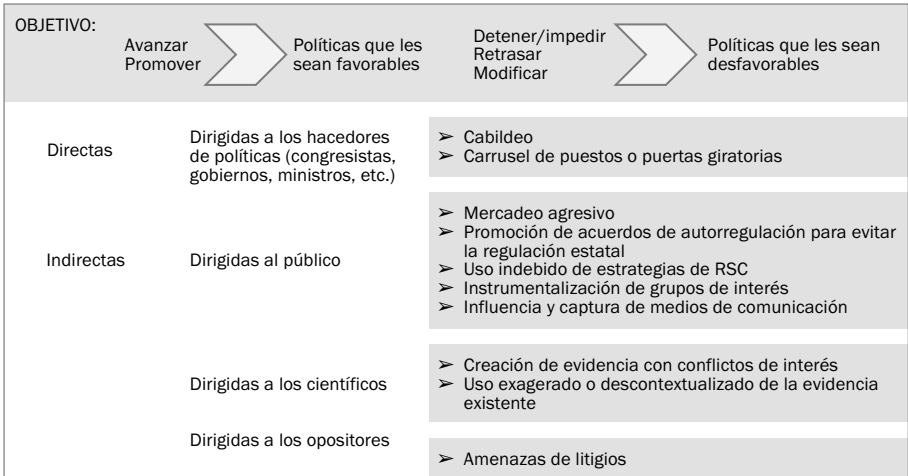 OBJETIVO:
Avanzar
Promover
Políticas que les
sean favorables
Detener/impedir
Retrasar
Modificar
Políticas que les sean
desfavorables
Directas
Dirigidas a los hacedores
de políticas (congresistas,
gobiernos, ministros, etc.)
➢ Cabildeo
➢ Carrusel de puestos o puertas giratorias
Indirectas
Dirigidas al público
➢ Mercadeo agresivo
➢ Promoción de acuerdos de autorregulación para evitar
la regulación estatal
➢ Uso indebido de estrategias de RSC
➢ Instrumentalización de grupos de interés
➢ Influencia y captura de medios de comunicación
Dirigidas a los científicos
➢ Creación de evidencia con conflictos de interés
➢ Uso exagerado o descontextualizado de la evidencia
existente
Dirigidas a los opositores
➢ Amenazas de litigios